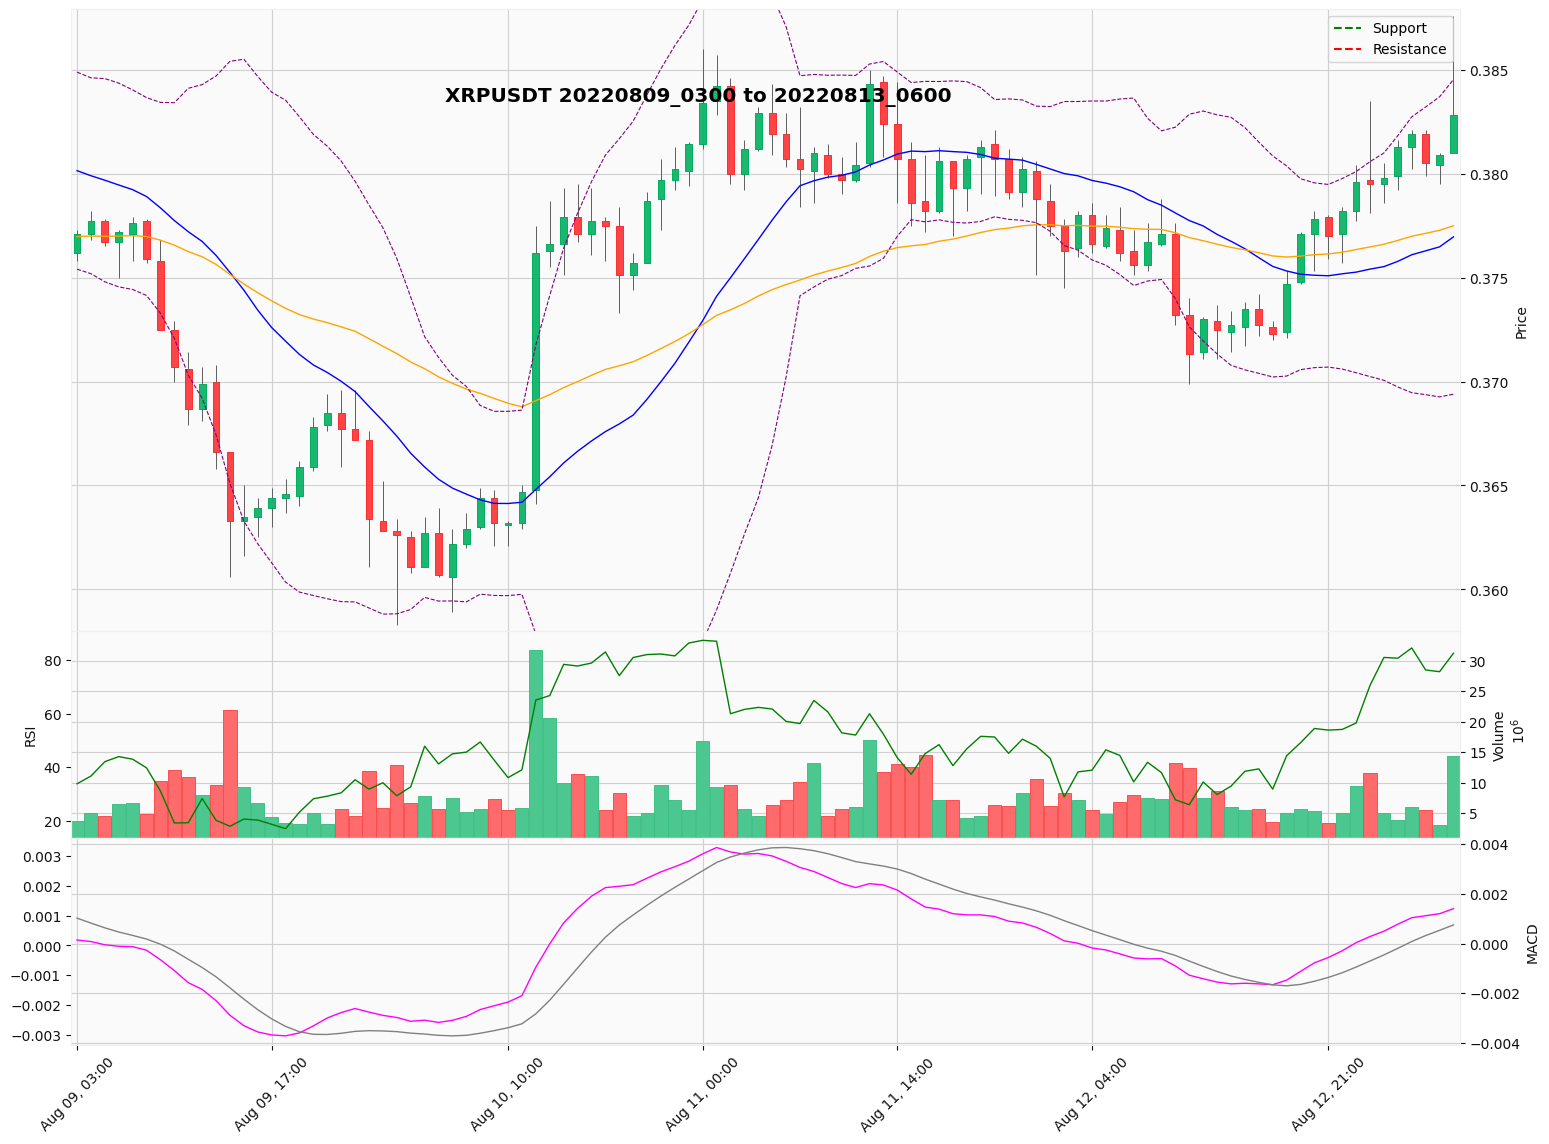 XRPUSDT 20220809_0300 to 20220813_0600
Support
Resistance
0.385
0.380
0.375
0.370
0.365
0.360
Price
80
60
40
20
RSI
30
25
20
15
10
5
Volume
10^6
0.003
0.002
0.001
0.000
−0.001
−0.002
−0.003
0.004
0.002
0.000
−0.002
−0.004
MACD
Aug 09, 03:00
Aug 09, 17:00
Aug 10, 10:00
Aug 11, 00:00
Aug 11, 14:00
Aug 12, 04:00
Aug 12, 21:00